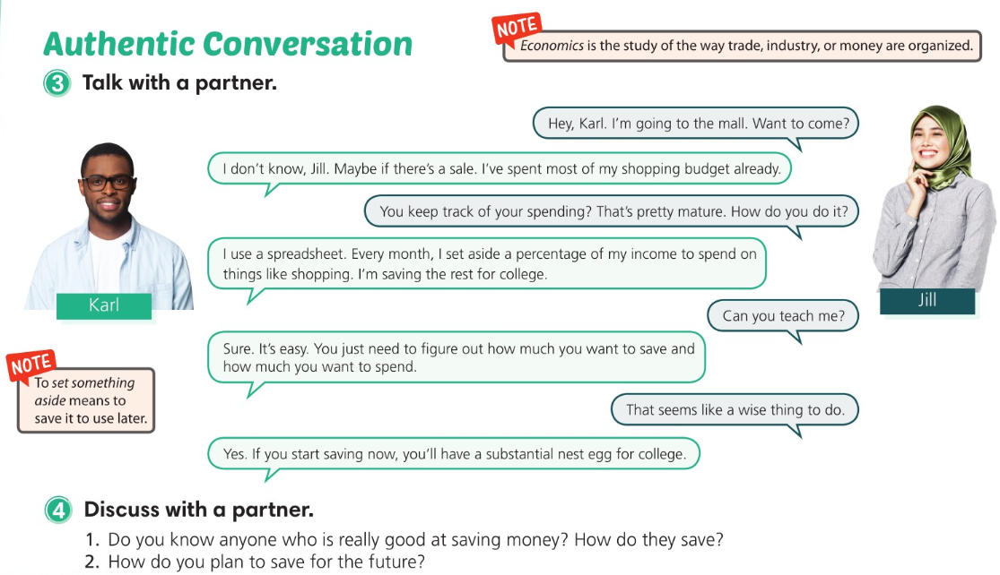 Authentic Conversation
NOTE
Economics is the study of the way trade, industry, or money are organized.
3 Talk with a partner.
Hey, Karl. I'm going to the mall. Want to come?
I don't know, Jill. Maybe if there's a sale. I've spent most of my shopping budget already.
You keep track of your spending? That's pretty mature. How do you do it?
I use a spreadsheet. Every month, I set aside a percentage of my income to spend on
things like shopping. I'm saving the rest for college.
Karl
Jill
Can you teach me?
Sure. It's easy. You just need to figure out how much you want to save and
how much you want to spend.
NOTE
To set something
aside means to
save it to use later.
That seems like a wise thing to do.
Yes. If you start saving now, you'll have a substantial nest egg for college.
4 Discuss with a partner.
1. Do you know anyone who is really good at saving money? How do they save?
2. How do you plan to save for the future?